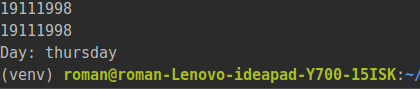 19111998
19111998
Day: thursday
(venv) roman@roman-Lenovo-ideapad-Y700-15ISK:~/